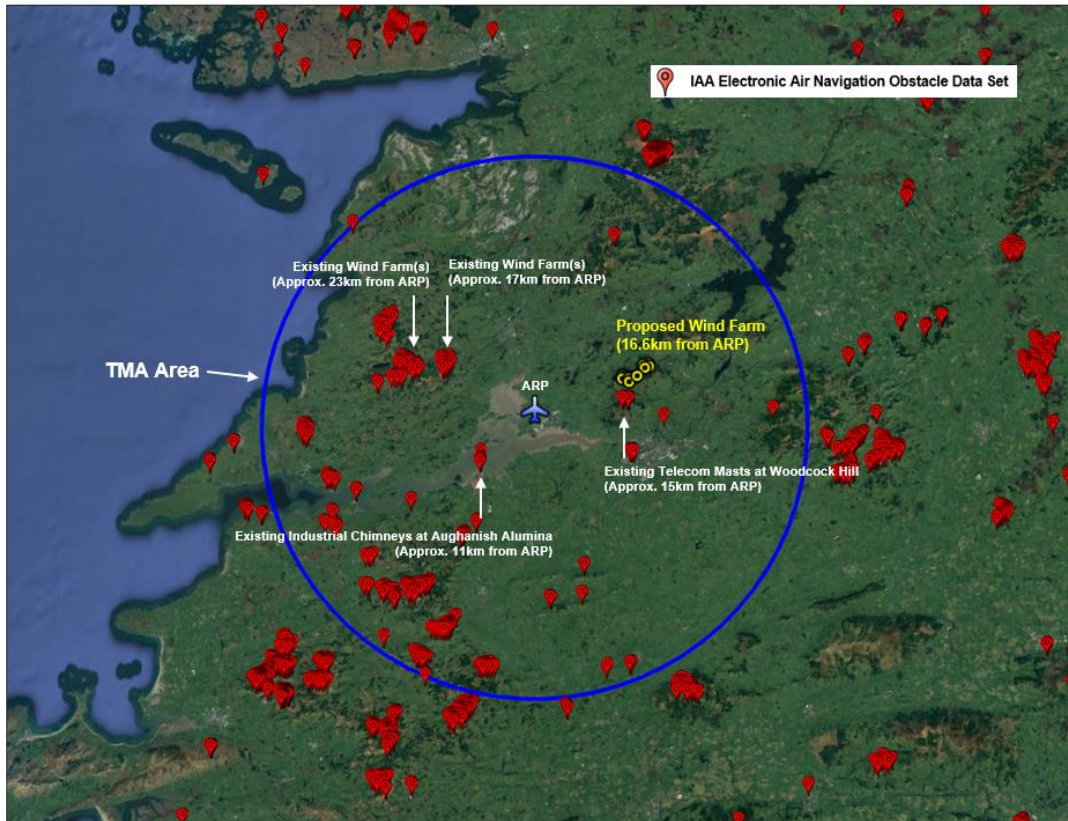 IAA Electronic Air Navigation Obstacle Data Set
Existing Wind Farm(s)
(Approx. 23km from ARP)
Existing Wind Farm(s)
(Approx. 17km from ARP)
Proposed Wind Farm
(16.6km from ARP)
TMA Area
ARP
Existing Telecom Masts at Woodcock Hill
(Approx. 15km from ARP)
Existing Industrial Chimneys at Aughanish Alumina
(Approx. 11km from ARP)